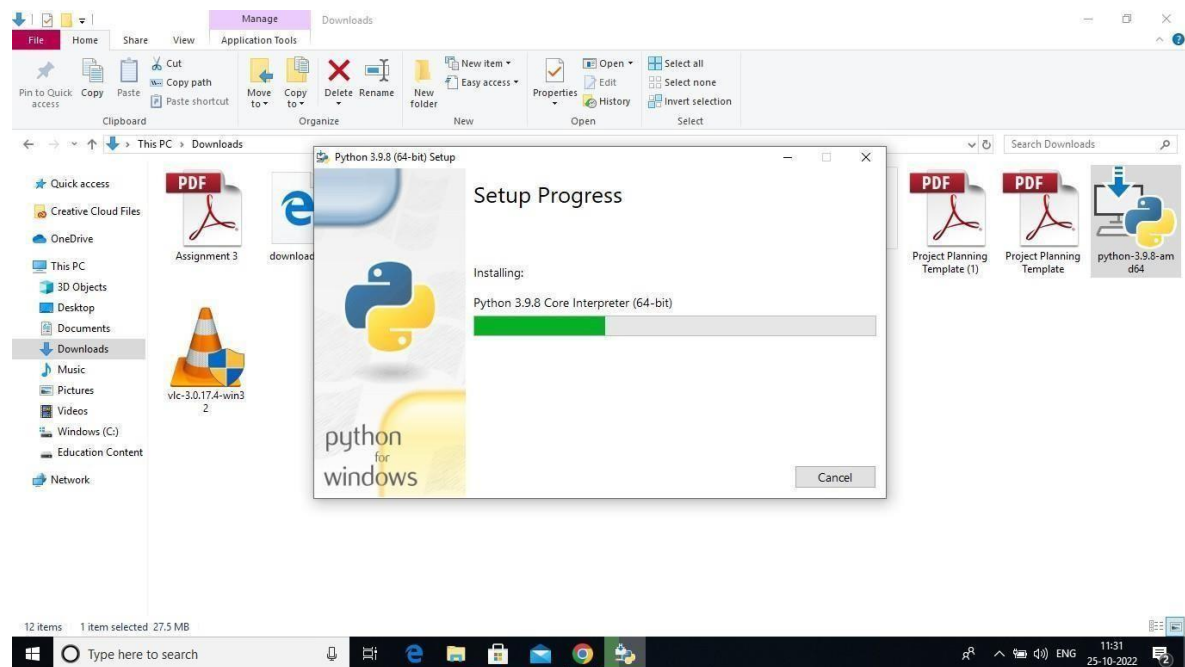 Manage
Downloads
File
Home
Share
View
Application Tools
Pin to Quick
access
Copy
Paste
Cut
Copy path
Paste shortcut
Clipboard
Move
to
Copy
to
Delete
Rename
Organize
New
folder
New item
Easy access
New
Properties
Open
Edit
History
Open
Select all
Select none
Invert selection
Select
This PC
Downloads
Search Downloads
Quick access
Creative Cloud Files
OneDrive
This PC
3D Objects
Desktop
Documents
Downloads
Music
Pictures
Videos
Windows (C:)
Education Content
Network
PDF
Assignment 3
download
vlc-3.0.17.4-win3
2
Python 3.9.8 (64-bit) Setup
Setup Progress
Installing:
Python 3.9.8 Core Interpreter (64-bit)
python
for
windows
Cancel
PDF
Project Planning
Template (1)
PDF
Project Planning
Template
python-3.9.8-am
d64
12 items
1 item selected
27.5 MB
Type here to search
ENG
11:31
25-10-2022
2